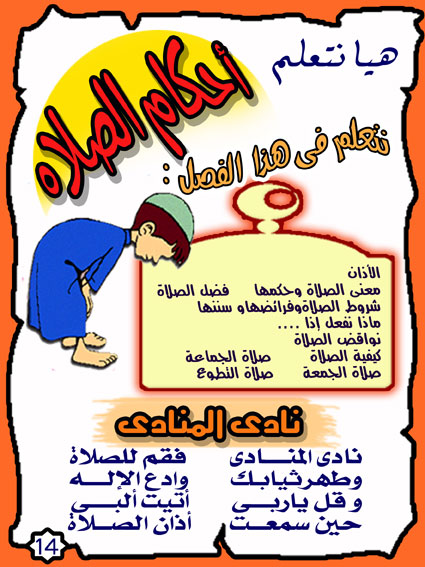 هيا نتعلم
أحكام الصلاه
نتعلم فى هذا الفصل :
الأذان
معنى الصلاة وحكمها    فضل الصلاة
شروط الصلاةوفرائضهاو سننها
ماذا نفعل إذا ....
نواقض الصلاة
كيفية الصلاة    صلاة الجماعة
صلاة الجمعة    صلاة التطوع
نادى المنادى
نادى المنادى    فقم للصلاة
وطهرثيابك    وادع الإله
و قل ياربى    أتيت ألبى
حين سمعت    أذان الصلاة
14